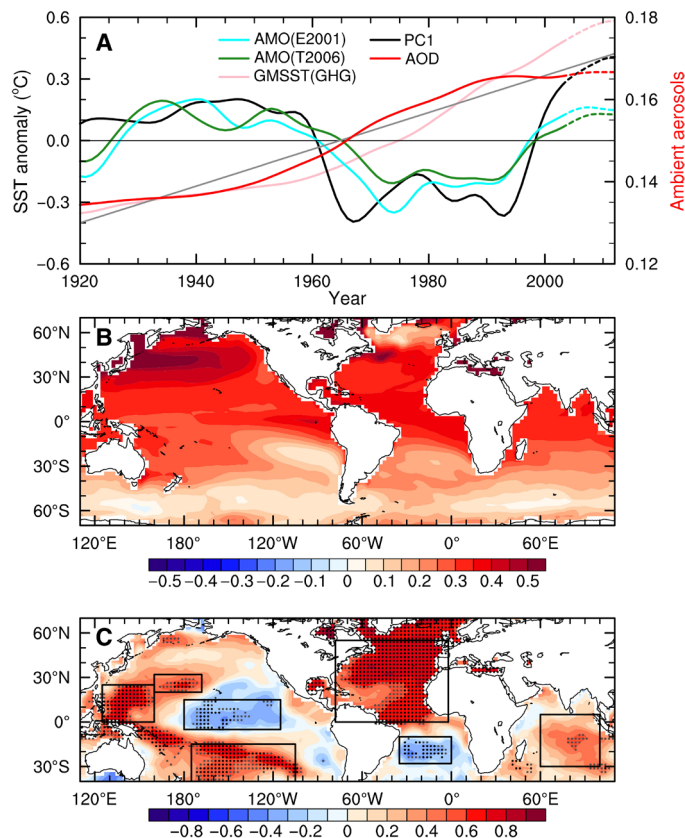 A
AMO(E2001)
AMO(T2006)
GMSST(GHG)
PC1
AOD
SST anomaly (°C)
0.6
0.3
0.0
−0.3
−0.6
0.18
0.16
0.14
0.12
Ambient aerosols
1920 1940 1960 1980 2000
Year
B
60°N
30°N
0°
30°S
60°S
120°E 180° 120°W 60°W 0° 60°E
−0.5 −0.4 −0.3 −0.2 −0.1 0 0.1 0.2 0.3 0.4 0.5
C
60°N
30°N
0°
30°S
120°E 180° 120°W 60°W 0° 60°E
−0.8 −0.6 −0.4 −0.2 0 0.2 0.4 0.6 0.8